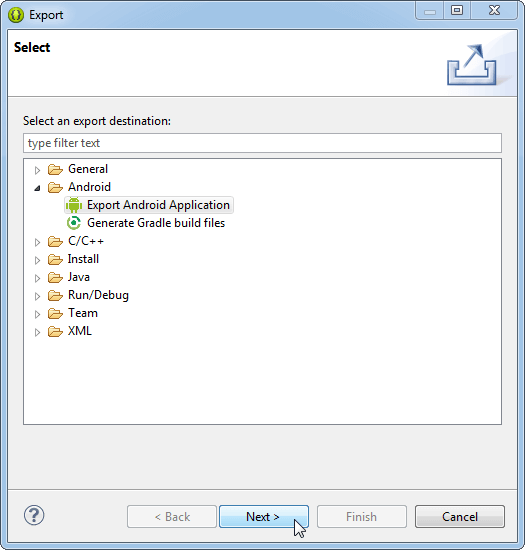 Export
Select
Select an export destination:
type filter text
General
Android
Export Android Application
Generate Gradle build files
C/C++
Install
Java
Run/Debug
Team
XML
? < Back Next > Finish Cancel